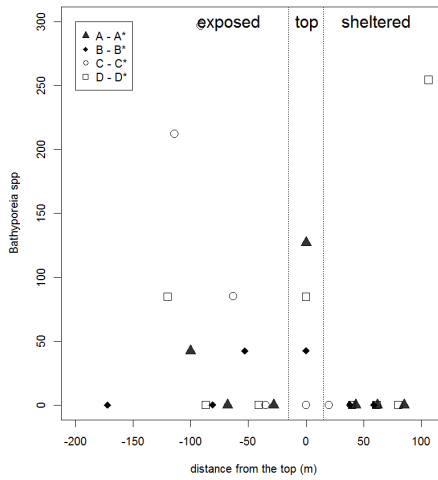 exposed top sheltered
A - A*
B - B*
C - C*
D - D*
300
250
200
150
100
50
0
Bathyporeia spp
-200 -150 -100 -50 0 50 100
distance from the top (m)